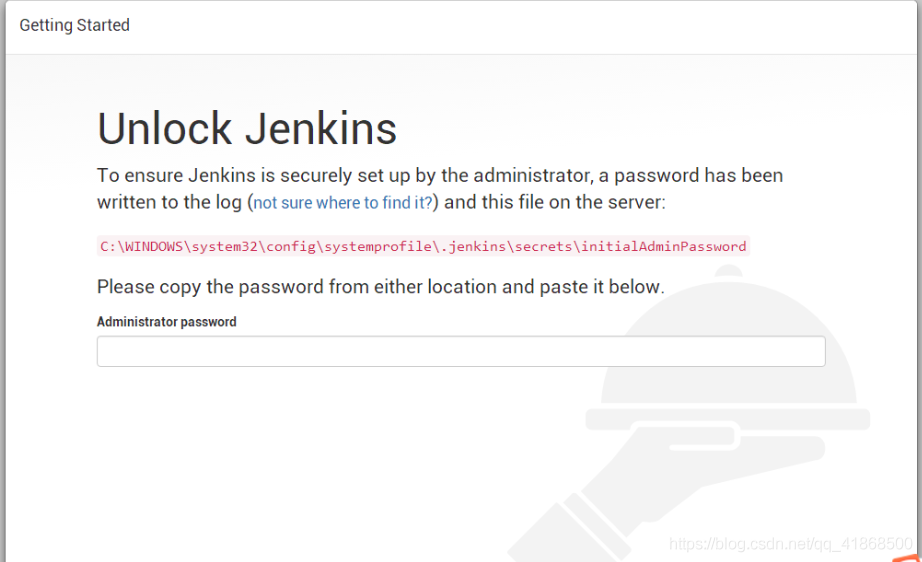 Getting Started
Unlock Jenkins
To ensure Jenkins is securely set up by the administrator, a password has been
written to the log (not sure where to find it?) and this file on the server:
C:\WINDOWS\system32\config\systemprofile\.jenkins\secrets\initialAdminPassword
Please copy the password from either location and paste it below.
Administrator password
https://blog.csdn.net/qq_41868500